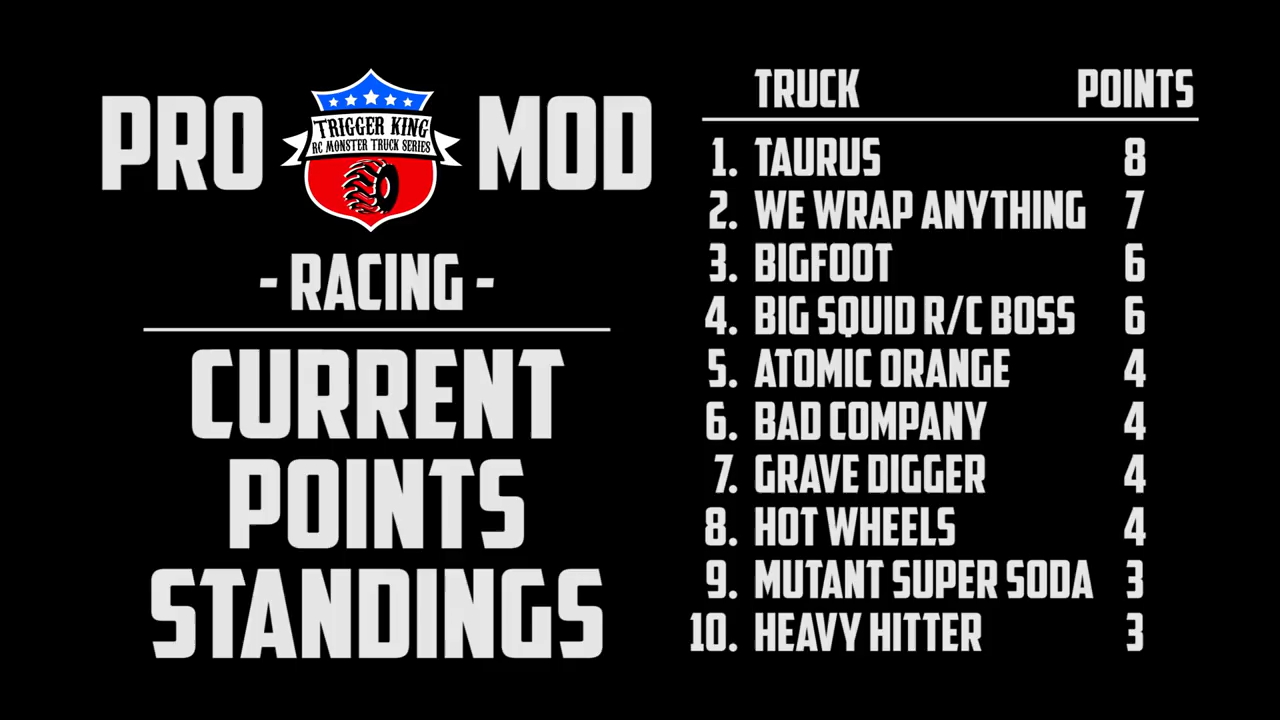 PRO MOD
TRIGGER KING
RC MONSTER TRUCK SERIES
- RACING -
CURRENT
POINTS
STANDINGS
TRUCK POINTS
1. TAURUS 8
2. WE WRAP ANYTHING 7
3. BIGFOOT 6
4. BIG SQUID R/C BOSS 6
5. ATOMIC ORANGE 4
6. BAD COMPANY 4
7. GRAVE DIGGER 4
8. HOT WHEELS 4
9. MUTANT SUPER SODA 3
10. HEAVY HITTER 3